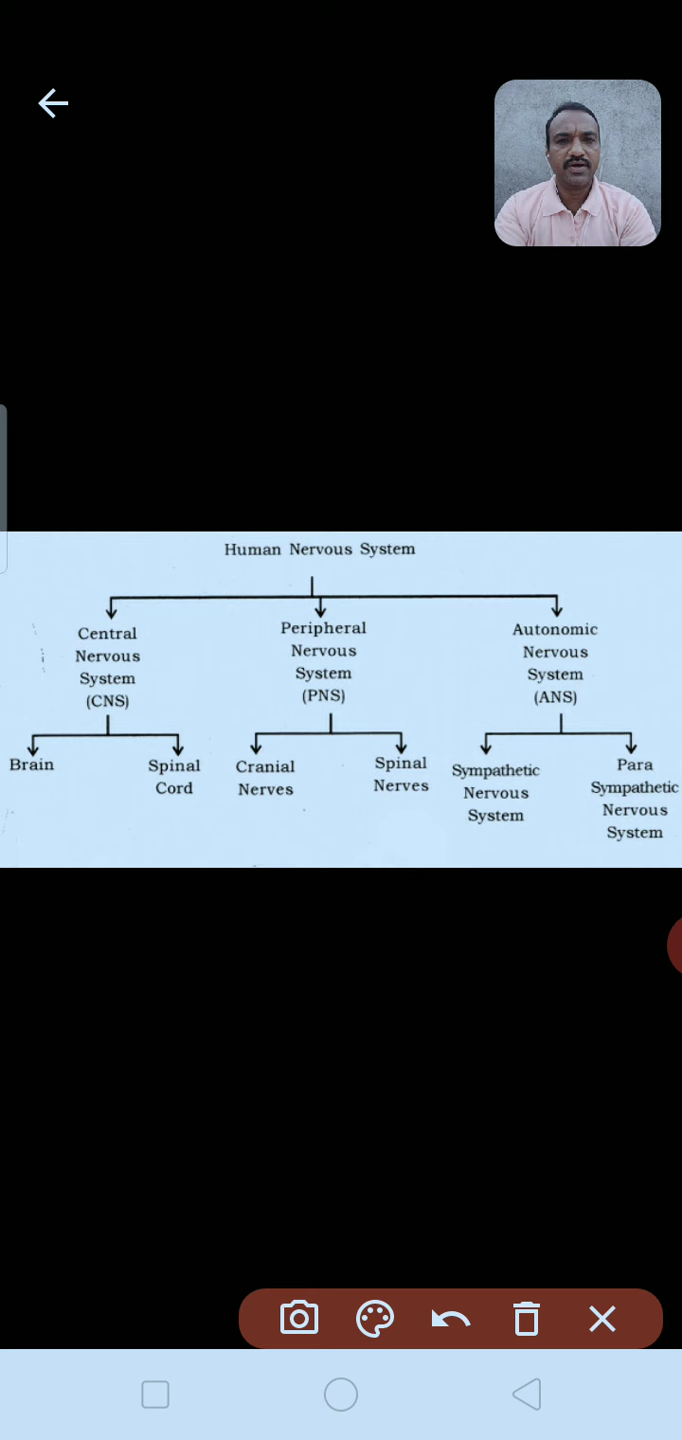 Human Nervous System
Central
Nervous
System
(CNS)
Peripheral
Nervous
System
(PNS)
Autonomic
Nervous
System
(ANS)
Brain
Spinal
Cord
Cranial
Nerves
Spinal
Nerves
Sympathetic
Nervous
System
Para
Sympathetic
Nervous
System